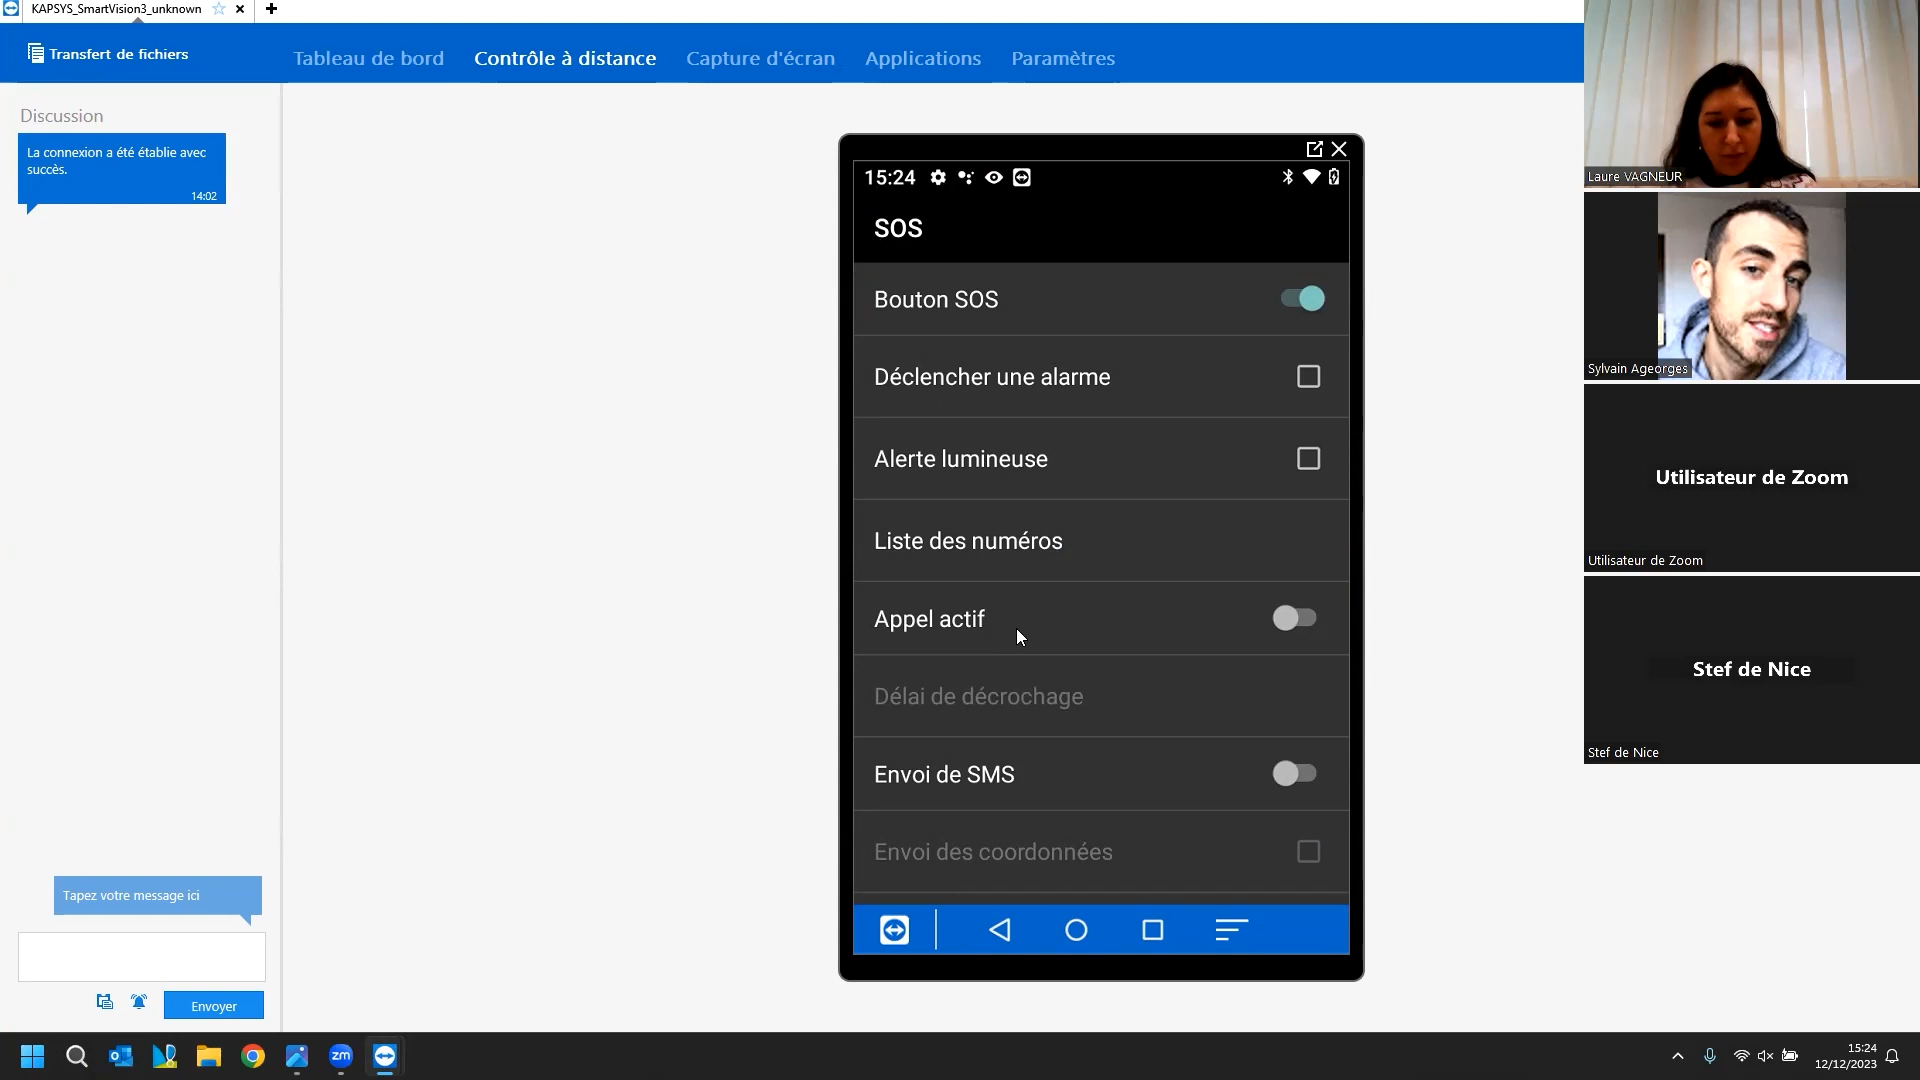 KAPSYS_SmartVision3_unknown
Transfert de fichiers
Tableau de bord
Contrôle à distance
Capture d'écran
Applications
Paramètres
Discussion
La connexion a été établie avec
succès.
14:02
15:24
SOS
Bouton SOS
Déclencher une alarme
Alerte lumineuse
Liste des numéros
Appel actif
Délai de décrochage
Envoi de SMS
Envoi des coordonnées
Tapez votre message ici
Envoyer
Laure VAGNEUR
Sylvain Ageorges
Utilisateur de Zoom
Utilisateur de Zoom
Stef de Nice
Stef de Nice
zm
15:24
12/12/2023